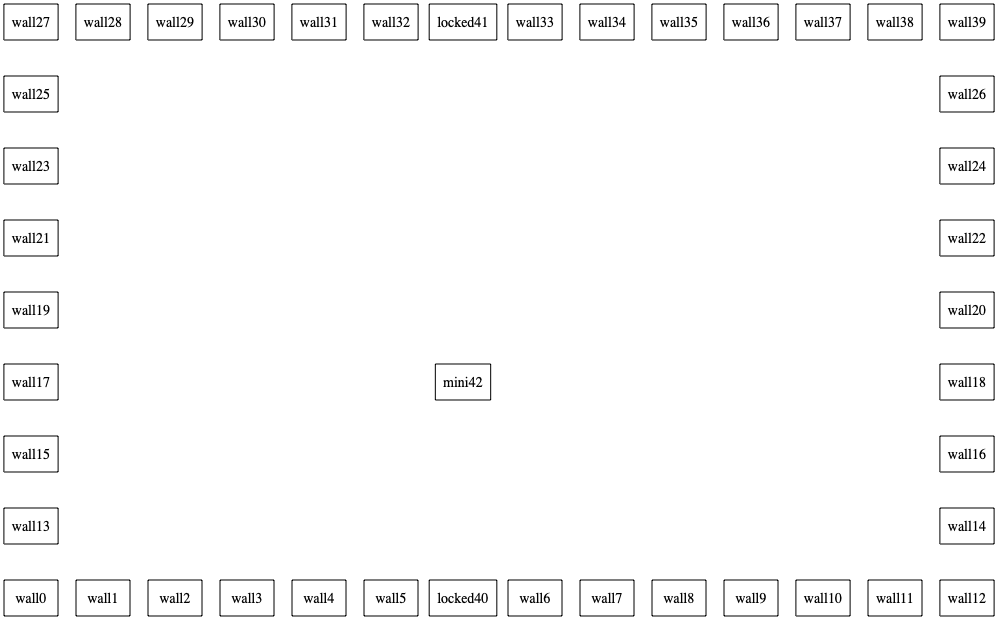 wall27 wall28 wall29 wall30 wall31 wall32 locked41 wall33 wall34 wall35 wall36 wall37 wall38 wall39
wall25 wall26
wall23 wall24
wall21 wall22
wall19 wall20
wall17 mini42 wall18
wall15 wall16
wall13 wall14
wall0 wall1 wall2 wall3 wall4 wall5 locked40 wall6 wall7 wall8 wall9 wall10 wall11 wall12